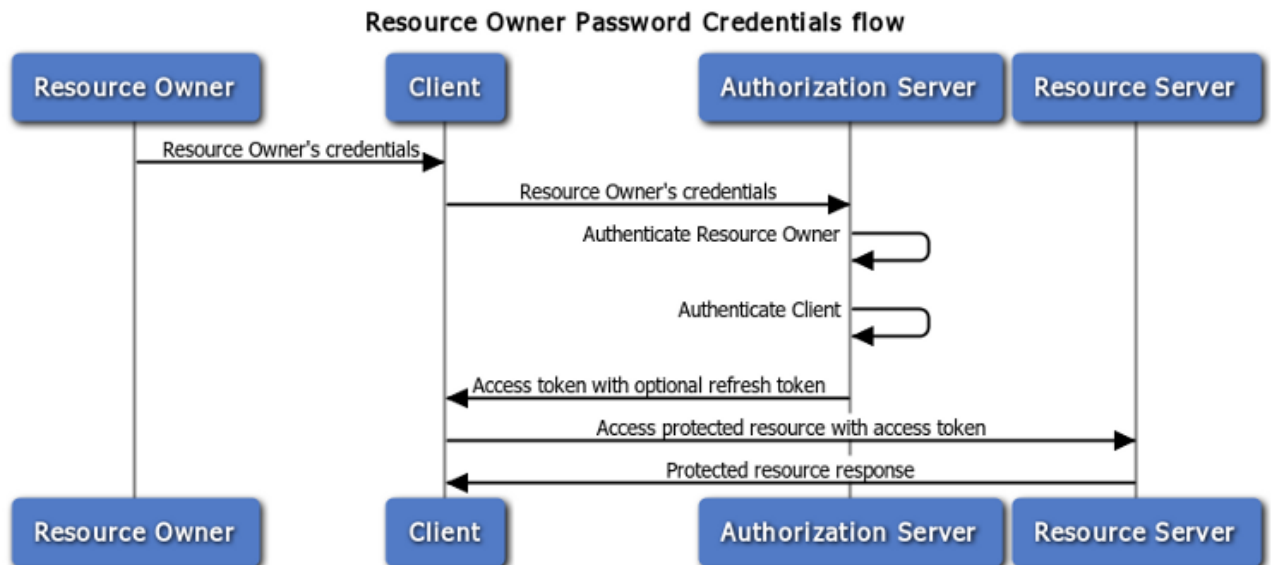 Resource Owner Password Credentials flow
Resource Owner Client Authorization Server Resource Server
Resource Owner's credentials
Resource Owner's credentials
Authenticate Resource Owner
Authenticate Client
Access token with optional refresh token
Access protected resource with access token
Protected resource response
Resource Owner Client Authorization Server Resource Server